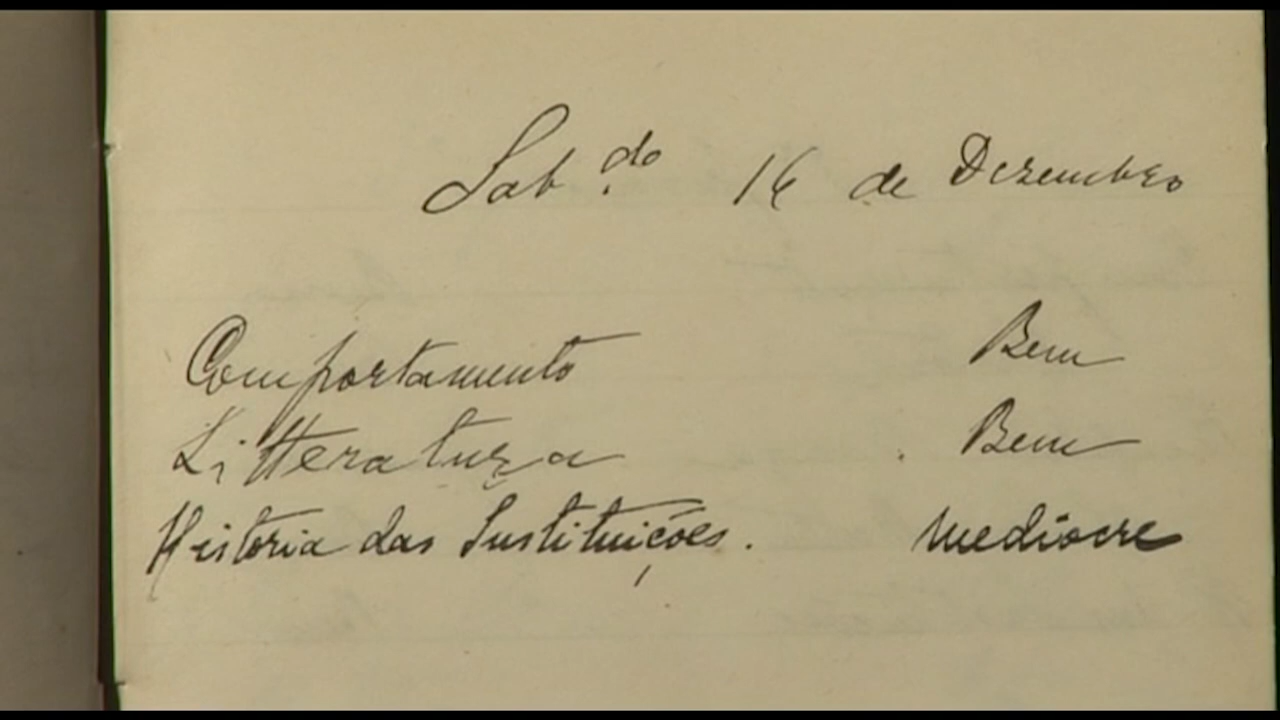 Sab.do 16 de Dezembro
Comportamento Bem
Litteratura Bem
Historia das Instituições. Mediocre